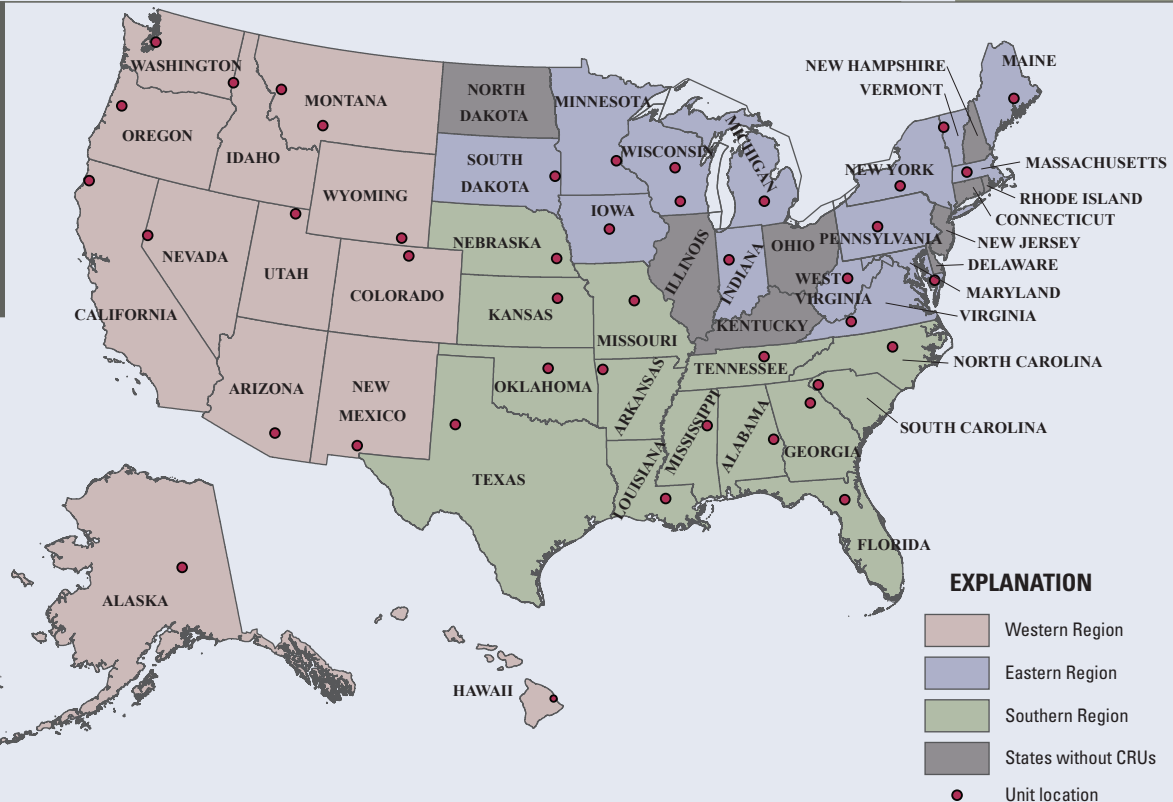 WASHINGTON
MONTANA
OREGON
IDAHO
WYOMING
NEVADA
UTAH
COLORADO
CALIFORNIA
ARIZONA
NEW
MEXICO
NORTH
DAKOTA
SOUTH
DAKOTA
NEBRASKA
KANSAS
OKLAHOMA
TEXAS
MINNESOTA
IOWA
MISSOURI
ARKANSAS
LOUISIANA
WISCONSIN
MICHIGAN
ILLINOIS
INDIANA
OHIO
KENTUCKY
TENNESSEE
MISSISSIPPI
ALABAMA
GEORGIA
FLORIDA
WEST
VIRGINIA
PENNSYLVANIA
NEW YORK
NEW HAMPSHIRE
VERMONT
MAINE
MASSACHUSETTS
RHODE ISLAND
CONNECTICUT
NEW JERSEY
DELAWARE
MARYLAND
VIRGINIA
NORTH CAROLINA
SOUTH CAROLINA
ALASKA
HAWAII
EXPLANATION
Western Region
Eastern Region
Southern Region
States without CRUs
Unit location